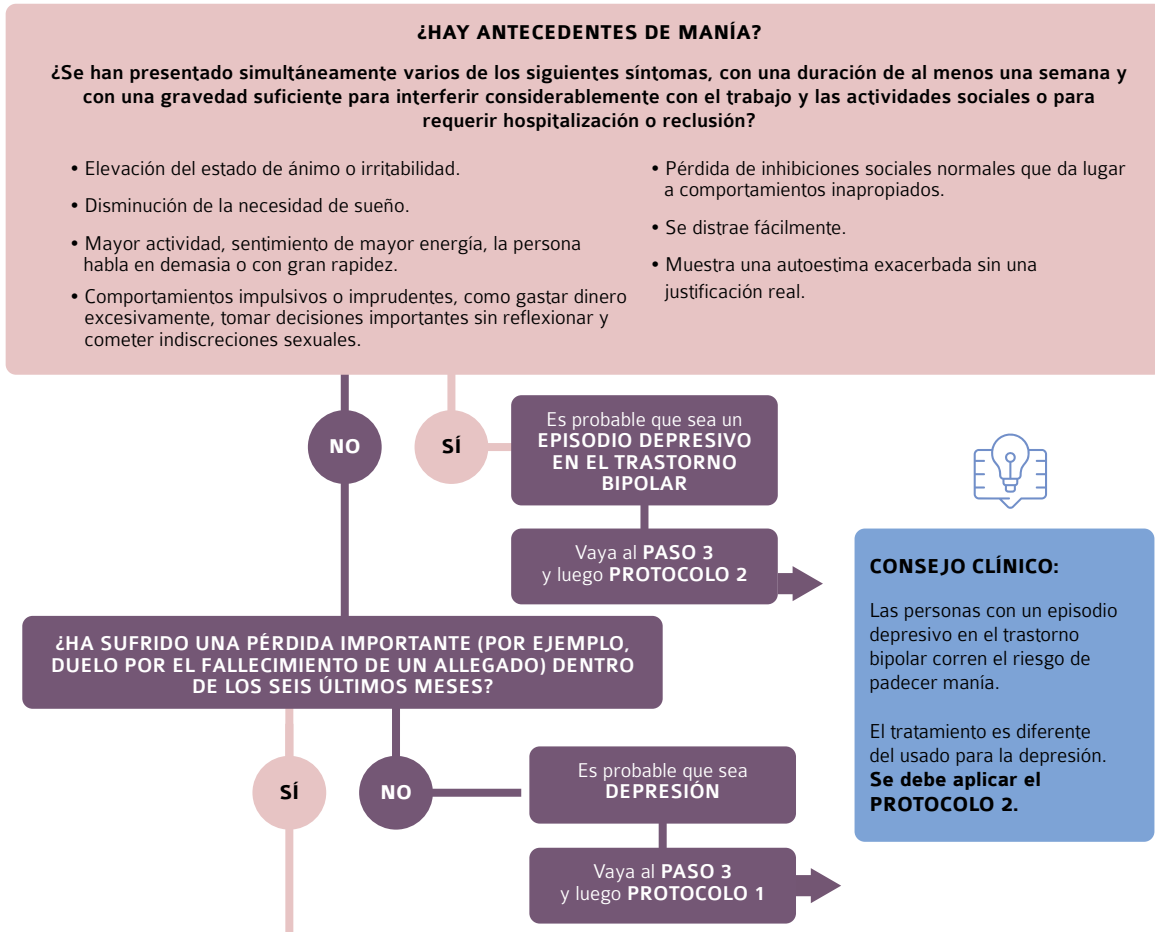 ¿HAY ANTECEDENTES DE MANÍA?
¿Se han presentado simultáneamente varios de los siguientes síntomas, con una duración de al menos una semana y
con una gravedad suficiente para interferir considerablemente con el trabajo y las actividades sociales o para
requerir hospitalización o reclusión?
• Elevación del estado de ánimo o irritabilidad.
• Disminución de la necesidad de sueño.
• Mayor actividad, sentimiento de mayor energía, la persona
habla en demasia o con gran rapidez.
• Comportamientos impulsivos o imprudentes, como gastar dinero
excesivamente, tomar decisiones importantes sin reflexionar y
cometer indiscreciones sexuales.
• Pérdida de inhibiciones sociales normales que da lugar
a comportamientos inapropiados.
• Se distrae fácilmente.
• Muestra una autoestima exacerbada sin una
justificación real.
NO
SÍ
Es probable que sea un
EPISODIO DEPRESIVO
EN EL TRASTORNO
BIPOLAR
Vaya al PASO 3
y luego PROTOCOLO 2
CONSEJO CLÍNICO:
Las personas con un episodio
depresivo en el trastorno
bipolar corren el riesgo de
padecer manía.
El tratamiento es diferente
del usado para la depresión.
Se debe aplicar el
PROTOCOLO 2.
¿HA SUFRIDO UNA PÉRDIDA IMPORTANTE (POR EJEMPLO,
DUELO POR EL FALLECIMIENTO DE UN ALLEGADO) DENTRO
DE LOS SEIS ÚLTIMOS MESES?
SÍ
NO
Es probable que sea
DEPRESIÓN
Vaya al PASO 3
y luego PROTOCOLO 1